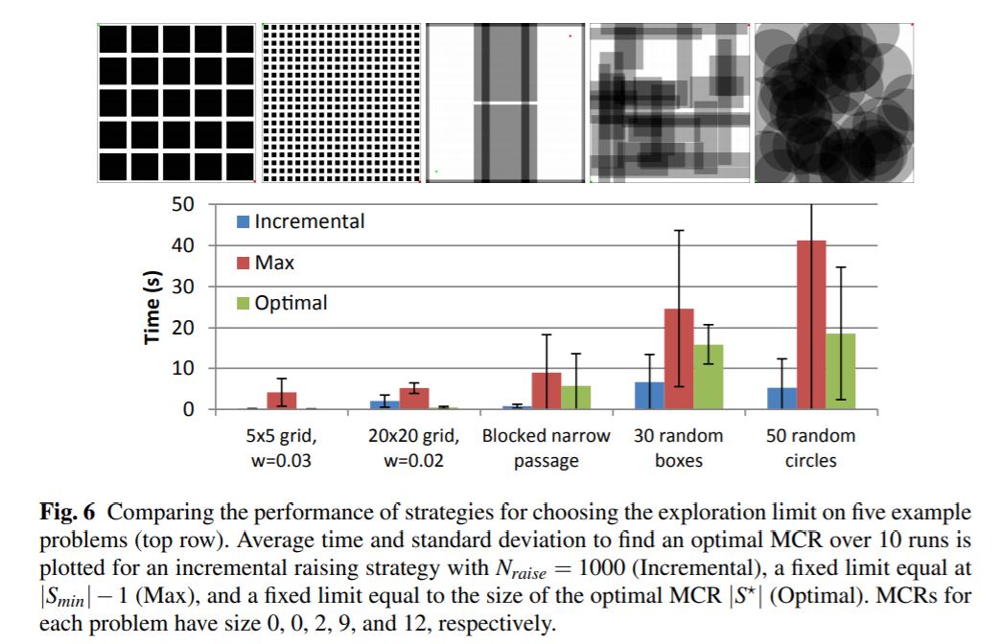 50
Incremental
40
Max
30
Optimal
20
10
0
Time (s)
5x5 grid, w=0.03
20x20 grid, w=0.02
Blocked narrow passage
30 random boxes
50 random circles
Fig. 6 Comparing the performance of strategies for choosing the exploration limit on five example
problems (top row). Average time and standard deviation to find an optimal MCR over 10 runs is
plotted for an incremental raising strategy with N_raise = 1000 (Incremental), a fixed limit equal at
|S_min| − 1 (Max), and a fixed limit equal to the size of the optimal MCR |S⋆| (Optimal). MCRs for
each problem have size 0, 0, 2, 9, and 12, respectively.